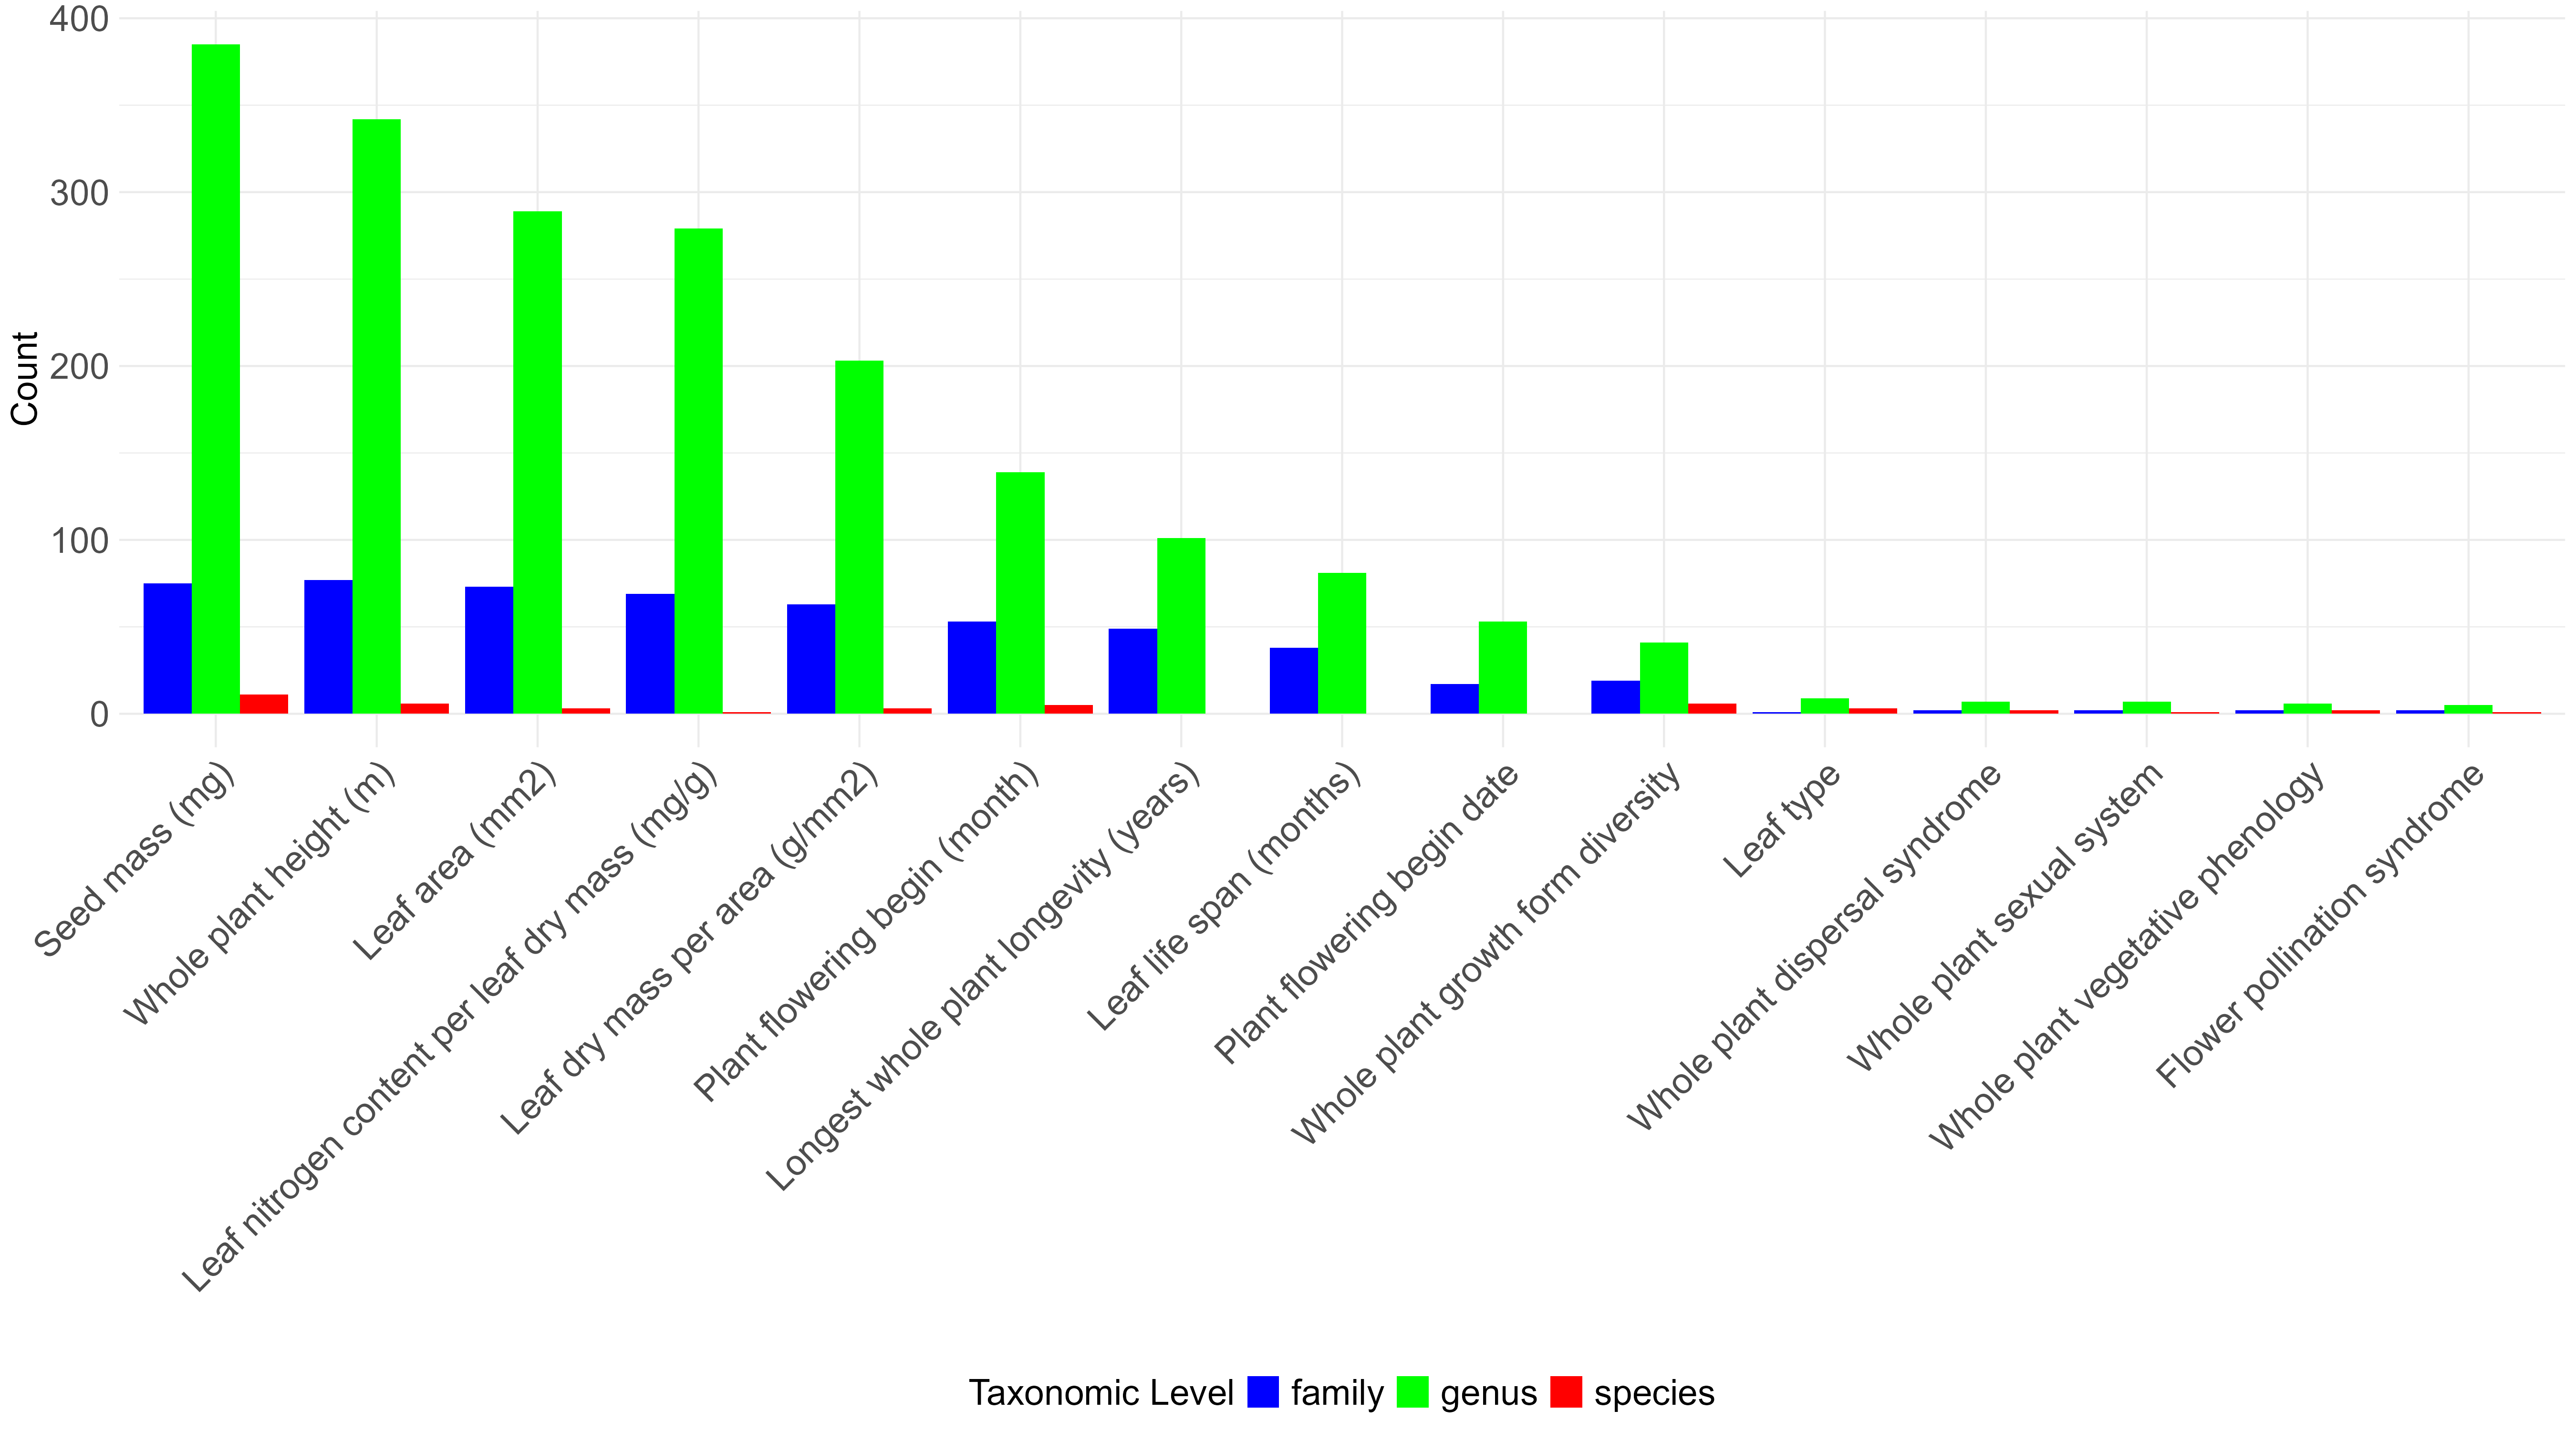 400
300
200
100
0
Count
Seed mass (mg)
Whole plant height (m)
Leaf area (mm2)
Leaf nitrogen content per leaf dry mass (mg/g)
Leaf dry mass per area (g/mm2)
Plant flowering begin (month)
Longest whole plant longevity (years)
Leaf life span (months)
Plant flowering begin date
Whole plant growth form diversity
Leaf type
Whole plant dispersal syndrome
Whole plant sexual system
Whole plant vegetative phenology
Flower pollination syndrome
Taxonomic Level family genus species